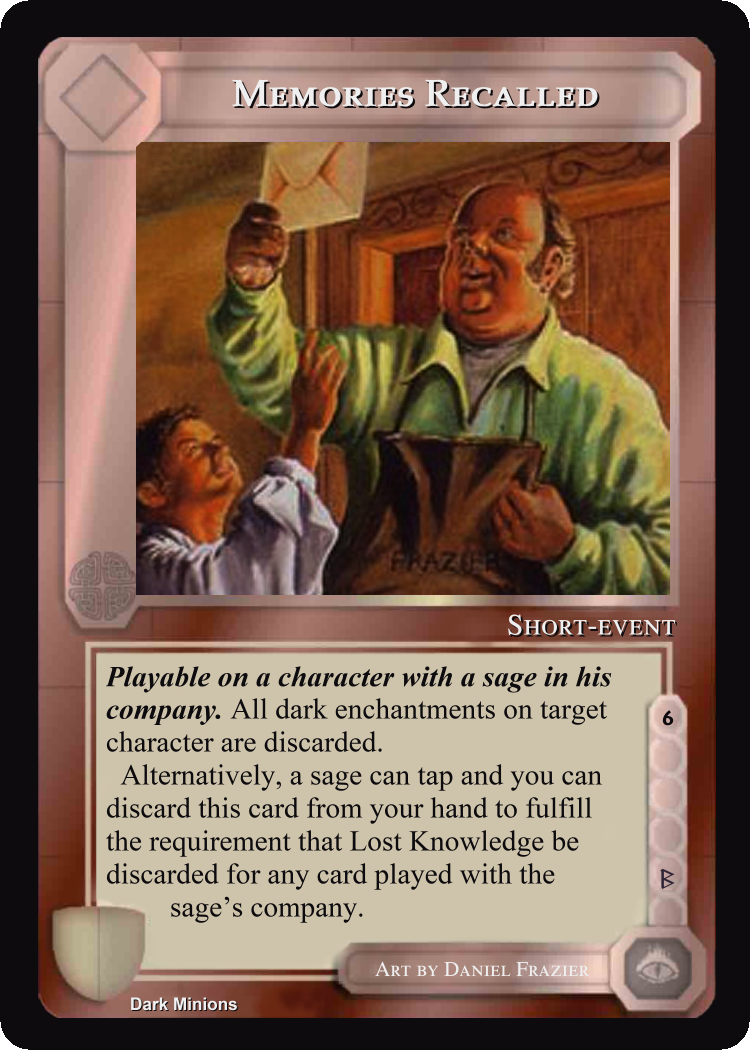 Memories Recalled
FRAZIER
Short-event
Playable on a character with a sage in his
company. All dark enchantments on target
character are discarded.
Alternatively, a sage can tap and you can
discard this card from your hand to fulfill
the requirement that Lost Knowledge be
discarded for any card played with the
sage's company.
6
ᛒ
Art by Daniel Frazier
Dark Minions